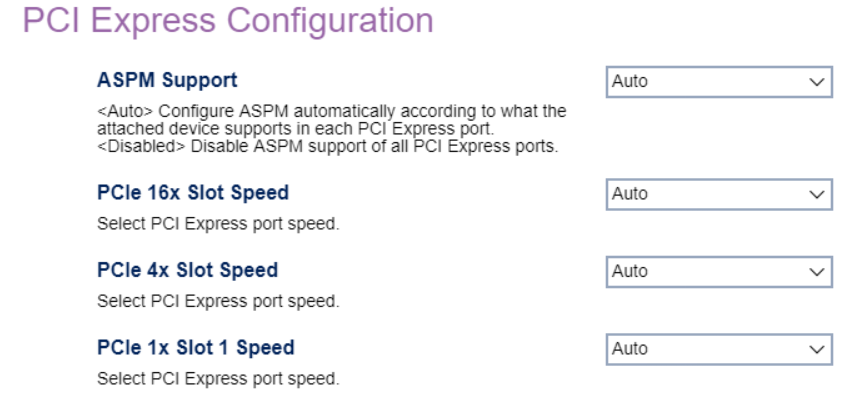 PCI Express Configuration
ASPM Support
Auto
<Auto> Configure ASPM automatically according to what the
attached device supports in each PCI Express port.
<Disabled> Disable ASPM support of all PCI Express ports.
PCIe 16x Slot Speed
Auto
Select PCI Express port speed.
PCIe 4x Slot Speed
Auto
Select PCI Express port speed.
PCIe 1x Slot 1 Speed
Auto
Select PCI Express port speed.